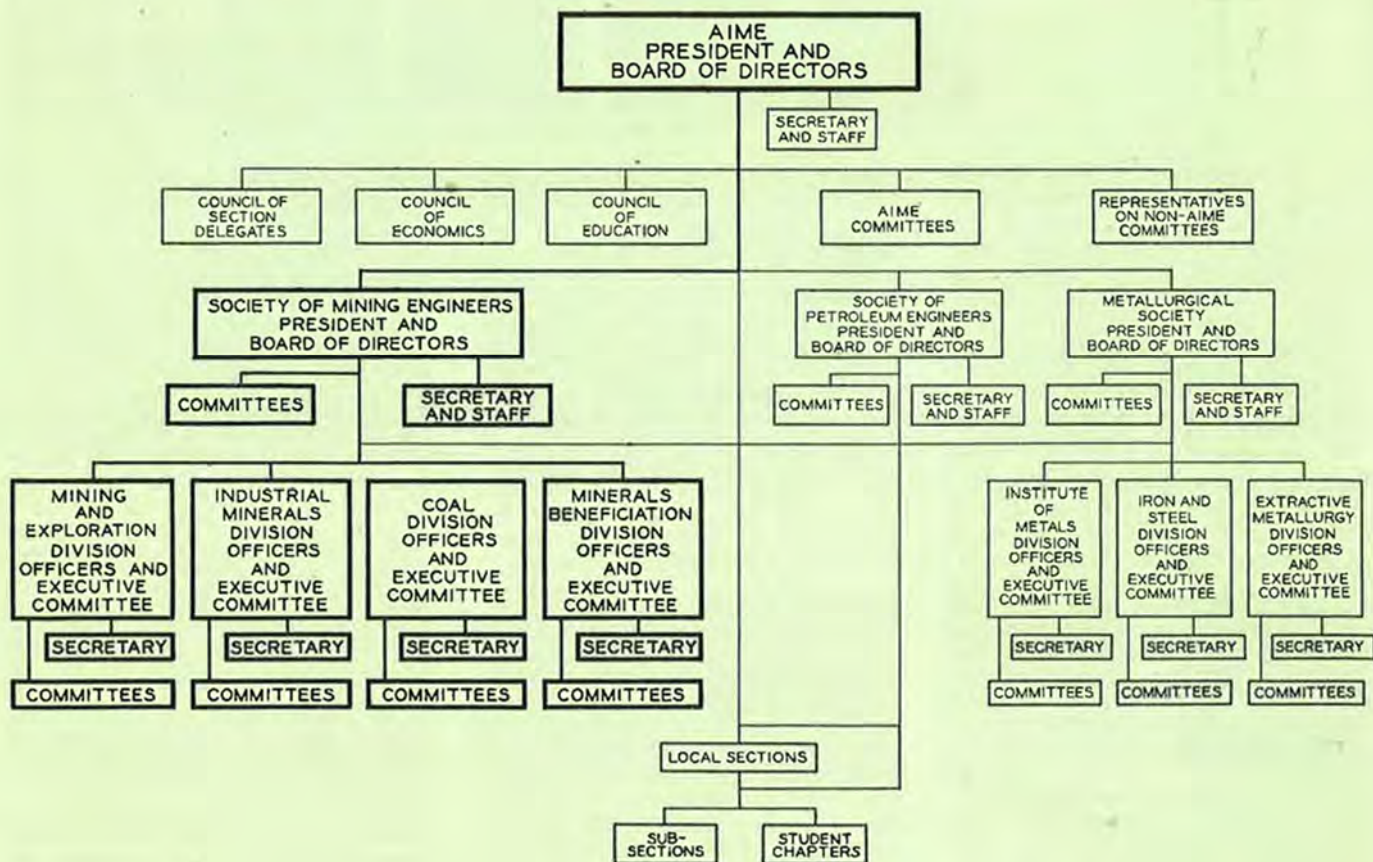 AIME
PRESIDENT AND
BOARD OF DIRECTORS
SECRETARY
AND STAFF
COUNCIL OF
SECTION
DELEGATES
COUNCIL
OF
ECONOMICS
COUNCIL
OF
EDUCATION
AIME
COMMITTEES
REPRESENTATIVES
ON NON-AIME
COMMITTEES
SOCIETY OF MINING ENGINEERS
PRESIDENT AND
BOARD OF DIRECTORS
SOCIETY OF
PETROLEUM ENGINEERS
PRESIDENT AND
BOARD OF DIRECTORS
METALLURGICAL
SOCIETY
PRESIDENT AND
BOARD OF DIRECTORS
COMMITTEES
SECRETARY
AND STAFF
COMMITTEES
SECRETARY
AND STAFF
COMMITTEES
SECRETARY
AND STAFF
MINING
AND
EXPLORATION
DIVISION
OFFICERS AND
EXECUTIVE
COMMITTEE
INDUSTRIAL
MINERALS
DIVISION
OFFICERS
AND
EXECUTIVE
COMMITTEE
COAL
DIVISION
OFFICERS
AND
EXECUTIVE
COMMITTEE
MINERALS
BENEFICIATION
DIVISION
OFFICERS
AND
EXECUTIVE
COMMITTEE
INSTITUTE
OF
METALS
DIVISION
OFFICERS
AND
EXECUTIVE
COMMITTEE
IRON AND
STEEL
DIVISION
OFFICERS
AND
EXECUTIVE
COMMITTEE
EXTRACTIVE
METALLURGY
DIVISION
OFFICERS
AND
EXECUTIVE
COMMITTEE
SECRETARY
SECRETARY
SECRETARY
SECRETARY
SECRETARY
SECRETARY
SECRETARY
COMMITTEES
COMMITTEES
COMMITTEES
COMMITTEES
COMMITTEES
COMMITTEES
COMMITTEES
LOCAL SECTIONS
SUB-
SECTIONS
STUDENT
CHAPTERS